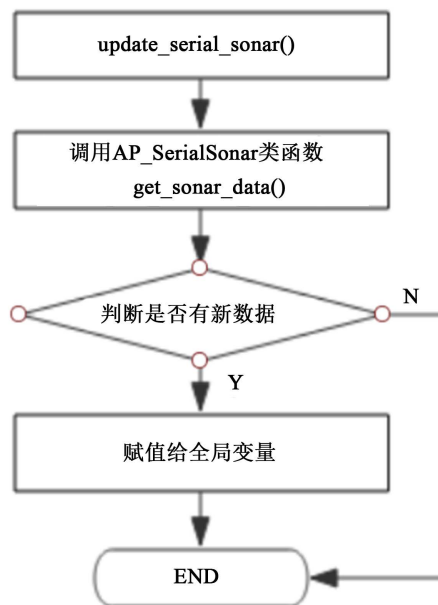 update_serial_sonar()
调用AP_SerialSonar类函数
get_sonar_data()
判断是否有新数据
N
Y
赋值给全局变量
END